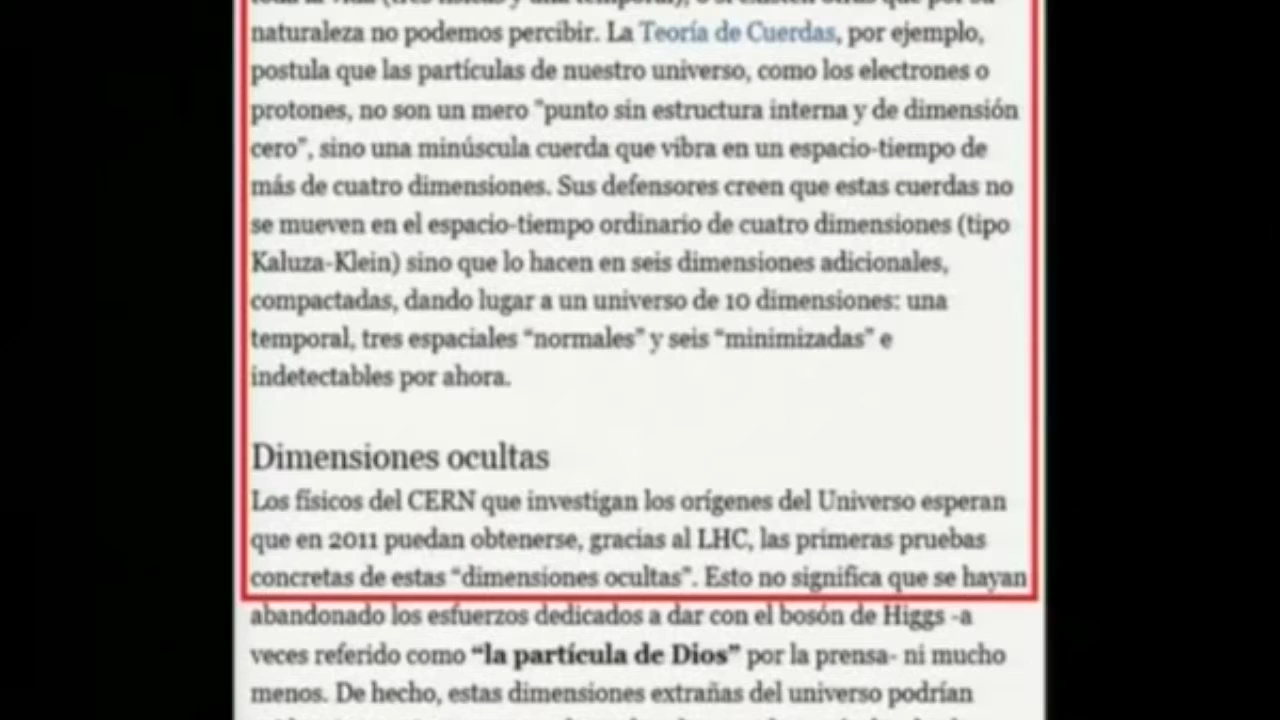 naturaleza no podemos percibir. La Teoría de Cuerdas, por ejemplo,
postula que las partículas de nuestro universo, como los electrones o
protones, no son un mero "punto sin estructura interna y de dimensión
cero", sino una minúscula cuerda que vibra en un espacio-tiempo de
más de cuatro dimensiones. Sus defensores creen que estas cuerdas no
se mueven en el espacio-tiempo ordinario de cuatro dimensiones (tipo
Kaluza-Klein) sino que lo hacen en seis dimensiones adicionales,
compactadas, dando lugar a un universo de 10 dimensiones: una
temporal, tres espaciales "normales" y seis "minimizadas" e
indetectables por ahora.
Dimensiones ocultas
Los físicos del CERN que investigan los orígenes del Universo esperan
que en 2011 puedan obtenerse, gracias al LHC, las primeras pruebas
concretas de estas "dimensiones ocultas". Esto no significa que se hayan
abandonado los esfuerzos dedicados a dar con el bosón de Higgs -a
veces referido como "la partícula de Dios" por la prensa- ni mucho
menos. De hecho, estas dimensiones extrañas del universo podrían